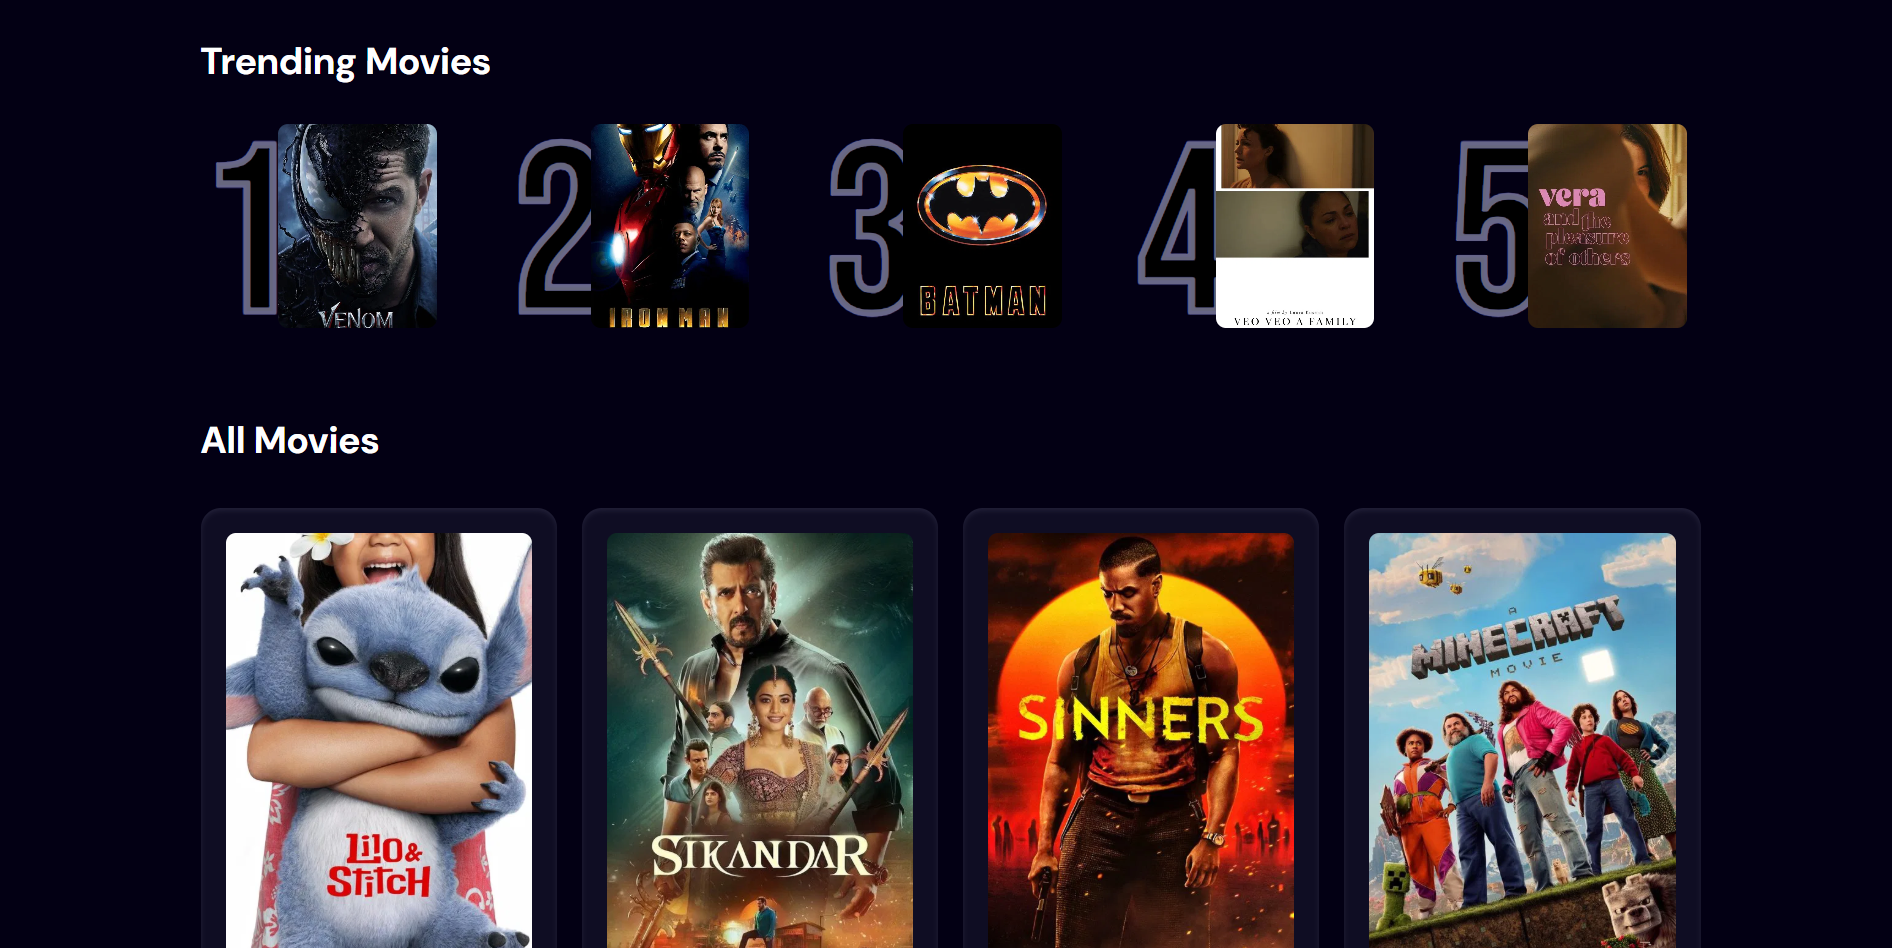 Trending Movies
1
VENOM
2
IRON MAN
3
BATMAN
4
VEO VEO A FAMILY
5
vera
and the
pleasure
of others
All Movies
Lilo &
Stitch
SIKANDAR
SINNERS
A
MINECRAFT
MOVIE